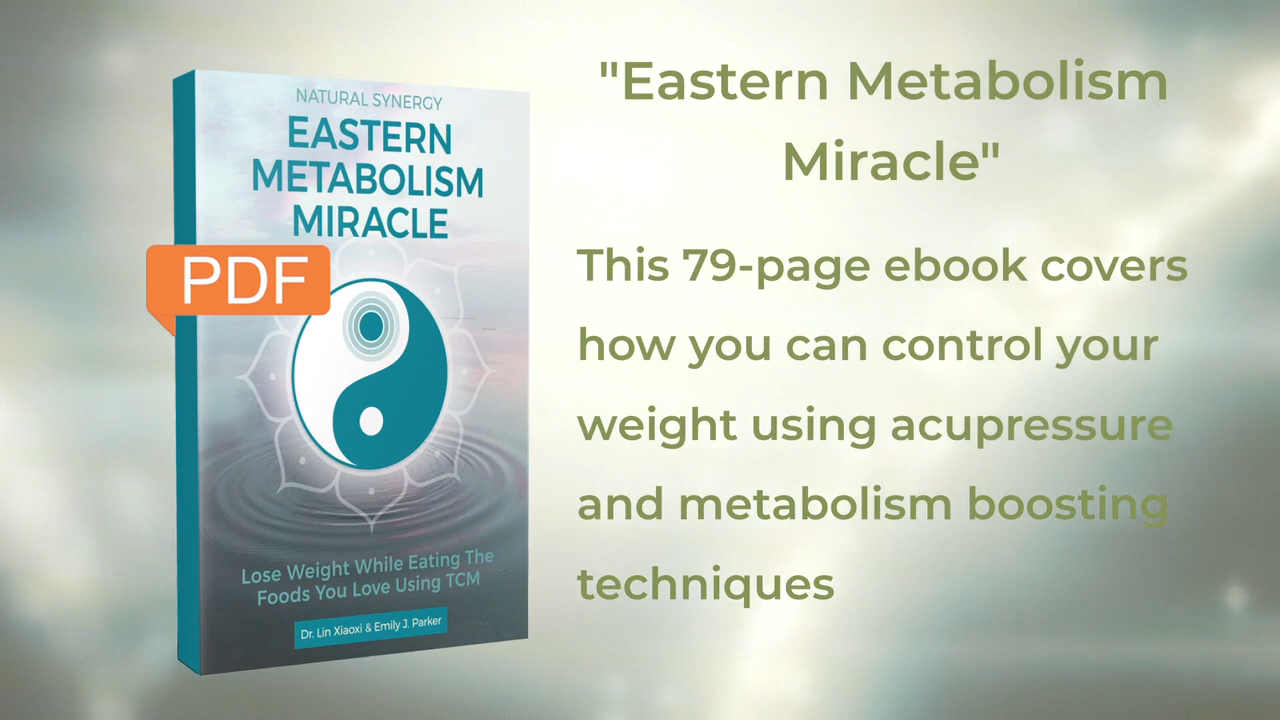 NATURAL SYNERGY
EASTERN
METABOLISM
MIRACLE
PDF
Lose Weight While Eating The
Foods You Love Using TCM
Dr. Lin Xiaoxi & Emily J. Parker
"Eastern Metabolism
Miracle"
This 79-page ebook covers
how you can control your
weight using acupressure
and metabolism boosting
techniques